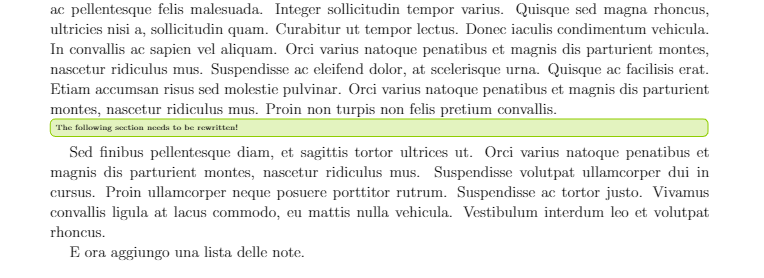 ac pellentesque felis malesuada. Integer sollicitudin tempor varius. Quisque sed magna rhoncus,
ultricies nisi a, sollicitudin quam. Curabitur ut tempor lectus. Donec iaculis condimentum vehicula.
In convallis ac sapien vel aliquam. Orci varius natoque penatibus et magnis dis parturient montes,
nascetur ridiculus mus. Suspendisse ac eleifend dolor, at scelerisque urna. Quisque ac facilisis erat.
Etiam accumsan risus sed molestie pulvinar. Orci varius natoque penatibus et magnis dis parturient
montes, nascetur ridiculus mus. Proin non turpis non felis pretium convallis.
The following section needs to be rewritten!
Sed finibus pellentesque diam, et sagittis tortor ultrices ut. Orci varius natoque penatibus et
magnis dis parturient montes, nascetur ridiculus mus. Suspendisse volutpat ullamcorper dui in
cursus. Proin ullamcorper neque posuere porttitor rutrum. Suspendisse ac tortor justo. Vivamus
convallis ligula at lacus commodo, eu mattis nulla vehicula. Vestibulum interdum leo et volutpat
rhoncus.
E ora aggiungo una lista delle note.